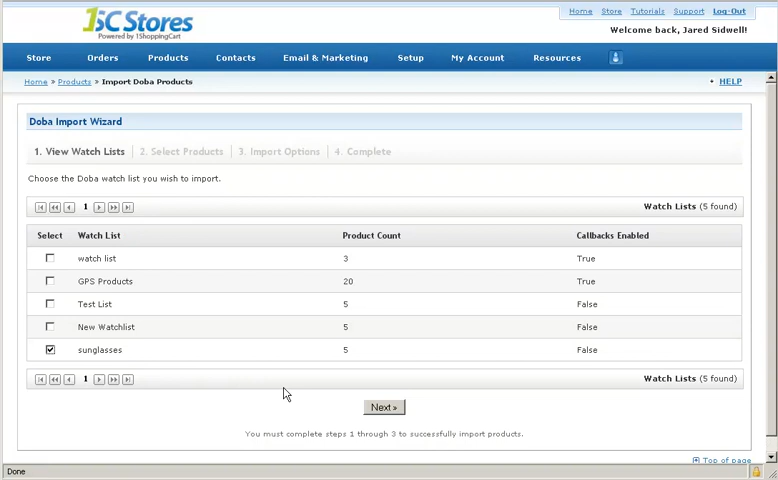 1SC Stores
Powered by 1ShoppingCart
Home Store Tutorials Support Log-Out
Welcome back, Jared Sidwell!
Store Orders Products Contacts Email & Marketing Setup My Account Resources
Home » Products » Import Doba Products
• HELP
Doba Import Wizard
1. View Watch Lists 2. Select Products 3. Import Options 4. Complete
Choose the Doba watch list you wish to import.
1 Watch Lists (5 found)
Select Watch List Product Count Callbacks Enabled
watch list 3 True
GPS Products 20 True
Test List 5 False
New Watchlist 5 False
sunglasses 5 False
1 Watch Lists (5 found)
Next »
You must complete steps 1 through 3 to successfully import products.
Top of page
Done